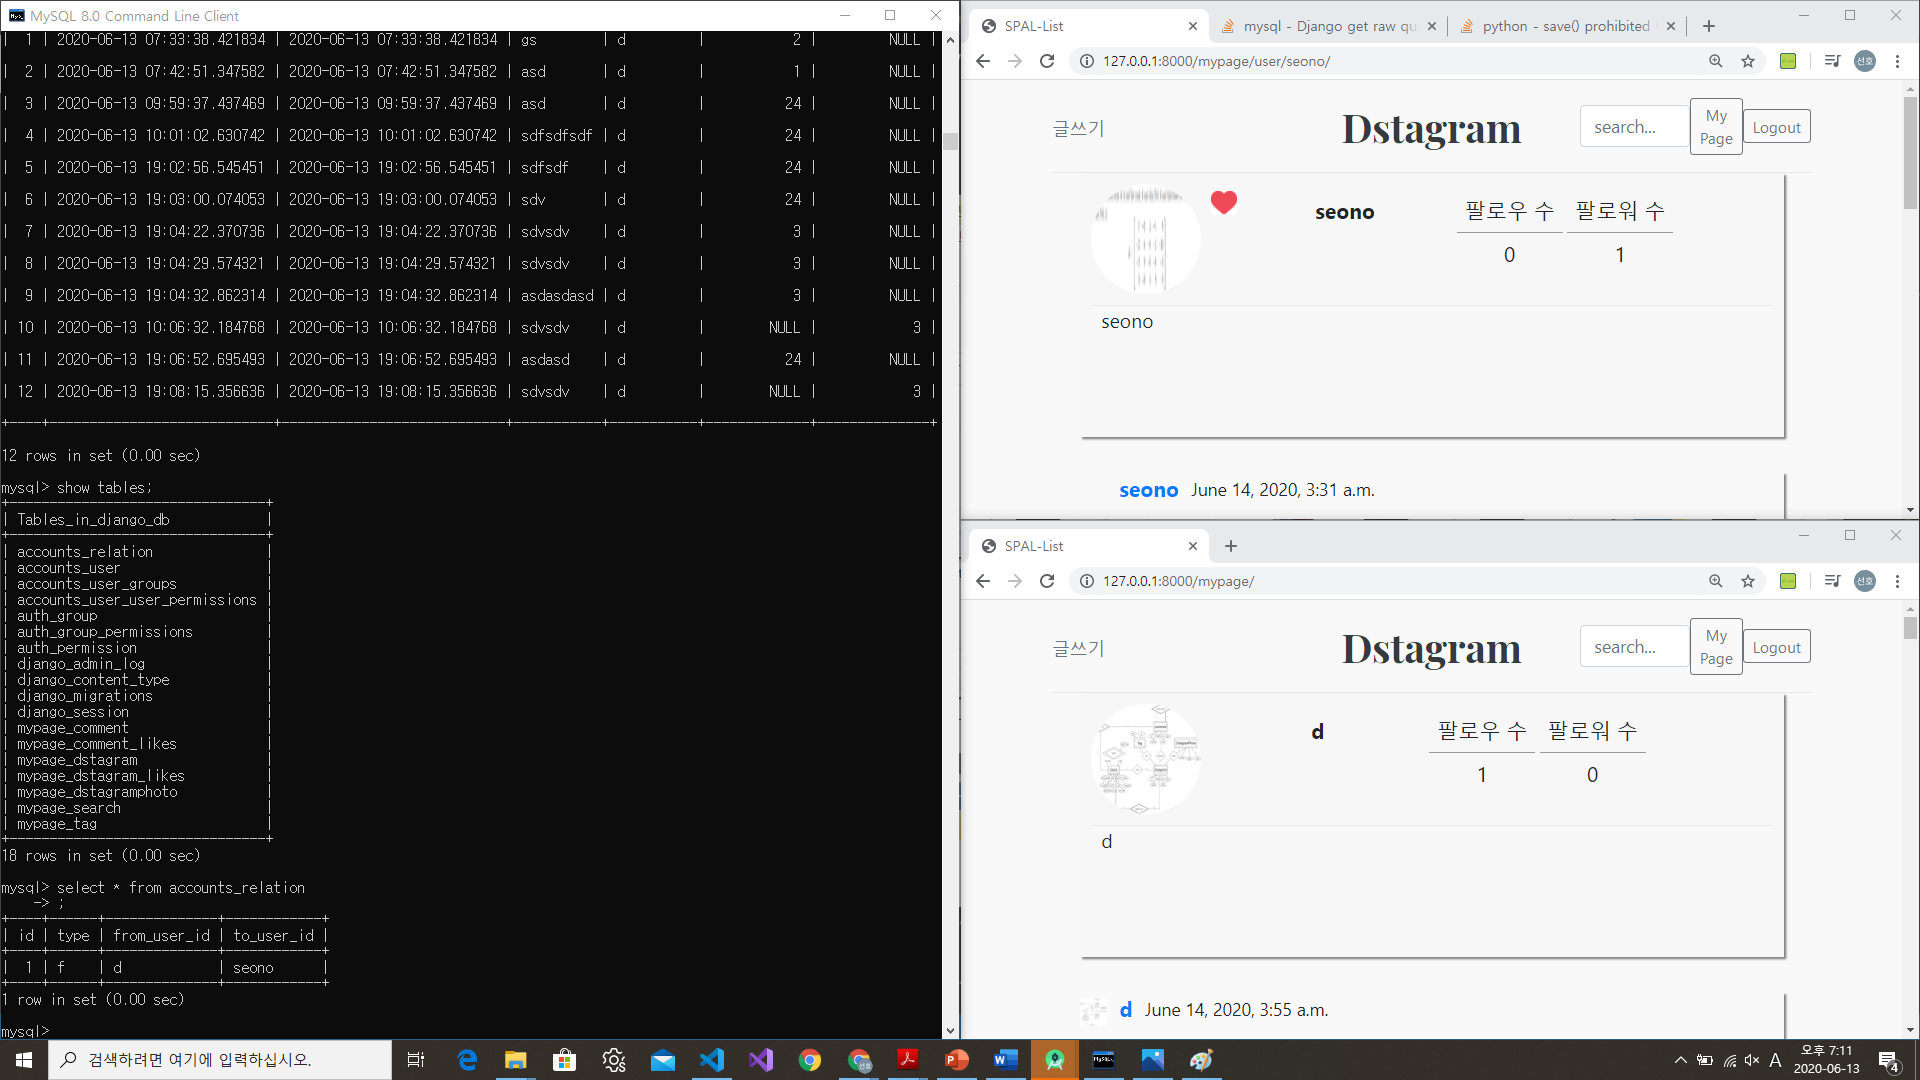 MySQL 8.0 Command Line Client
| 1 | 2020-06-13 07:33:38.421834 | 2020-06-13 07:33:38.421834 | gs | d | 2 | NULL |
| 2 | 2020-06-13 07:42:51.347582 | 2020-06-13 07:42:51.347582 | asd | d | 1 | NULL |
| 3 | 2020-06-13 09:59:37.437469 | 2020-06-13 09:59:37.437469 | asd | d | 24 | NULL |
| 4 | 2020-06-13 10:01:02.630742 | 2020-06-13 10:01:02.630742 | sdfsdfsdf | d | 24 | NULL |
| 5 | 2020-06-13 19:02:56.545451 | 2020-06-13 19:02:56.545451 | sdfsdf | d | 24 | NULL |
| 6 | 2020-06-13 19:03:00.074053 | 2020-06-13 19:03:00.074053 | sdv | d | 24 | NULL |
| 7 | 2020-06-13 19:04:22.370736 | 2020-06-13 19:04:22.370736 | sdvsdv | d | 3 | NULL |
| 8 | 2020-06-13 19:04:29.574321 | 2020-06-13 19:04:29.574321 | sdvsdv | d | 3 | NULL |
| 9 | 2020-06-13 19:04:32.862314 | 2020-06-13 19:04:32.862314 | asdasdasd | d | 3 | NULL |
| 10 | 2020-06-13 10:06:32.184768 | 2020-06-13 10:06:32.184768 | sdvsdv | d | NULL | 3 |
| 11 | 2020-06-13 19:06:52.695493 | 2020-06-13 19:06:52.695493 | asdasd | d | 24 | NULL |
| 12 | 2020-06-13 19:08:15.356636 | 2020-06-13 19:08:15.356636 | sdvsdv | d | NULL | 3 |
12 rows in set (0.00 sec)
mysql> show tables;
| Tables_in_django_db |
| accounts_relation |
| accounts_user |
| accounts_user_groups |
| accounts_user_user_permissions |
| auth_group |
| auth_group_permissions |
| auth_permission |
| django_admin_log |
| django_content_type |
| django_migrations |
| django_session |
| mypage_comment |
| mypage_comment_likes |
| mypage_dstagram |
| mypage_dstagram_likes |
| mypage_dstagramphoto |
| mypage_search |
| mypage_tag |
18 rows in set (0.00 sec)
mysql> select * from accounts_relation
-> ;
| id | type | from_user_id | to_user_id |
| 1 | f | d | seono |
1 row in set (0.00 sec)
mysql>
SPAL-List
mysql - Django get raw qu
python - save() prohibited
127.0.0.1:8000/mypage/user/seono/
선호
글쓰기
Dstagram
search...
My
Page
Logout
seono
팔로우 수 팔로워 수
0 1
seono
seono June 14, 2020, 3:31 a.m.
SPAL-List
127.0.0.1:8000/mypage/
선호
글쓰기
Dstagram
search...
My
Page
Logout
d
팔로우 수 팔로워 수
1 0
d
d June 14, 2020, 3:55 a.m.
검색하려면 여기에 입력하십시오.
A
오후 7:11
2020-06-13
4